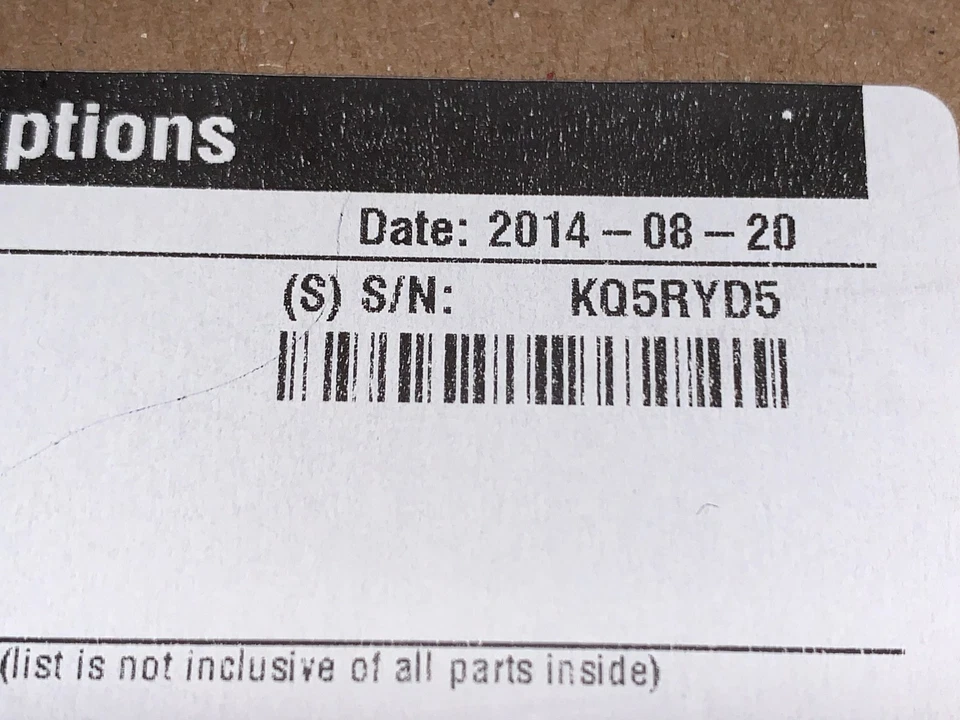 ptions
Date: 2014-08-20
(S) S/N: KQ5RYD5
(list is not inclusive of all parts inside)